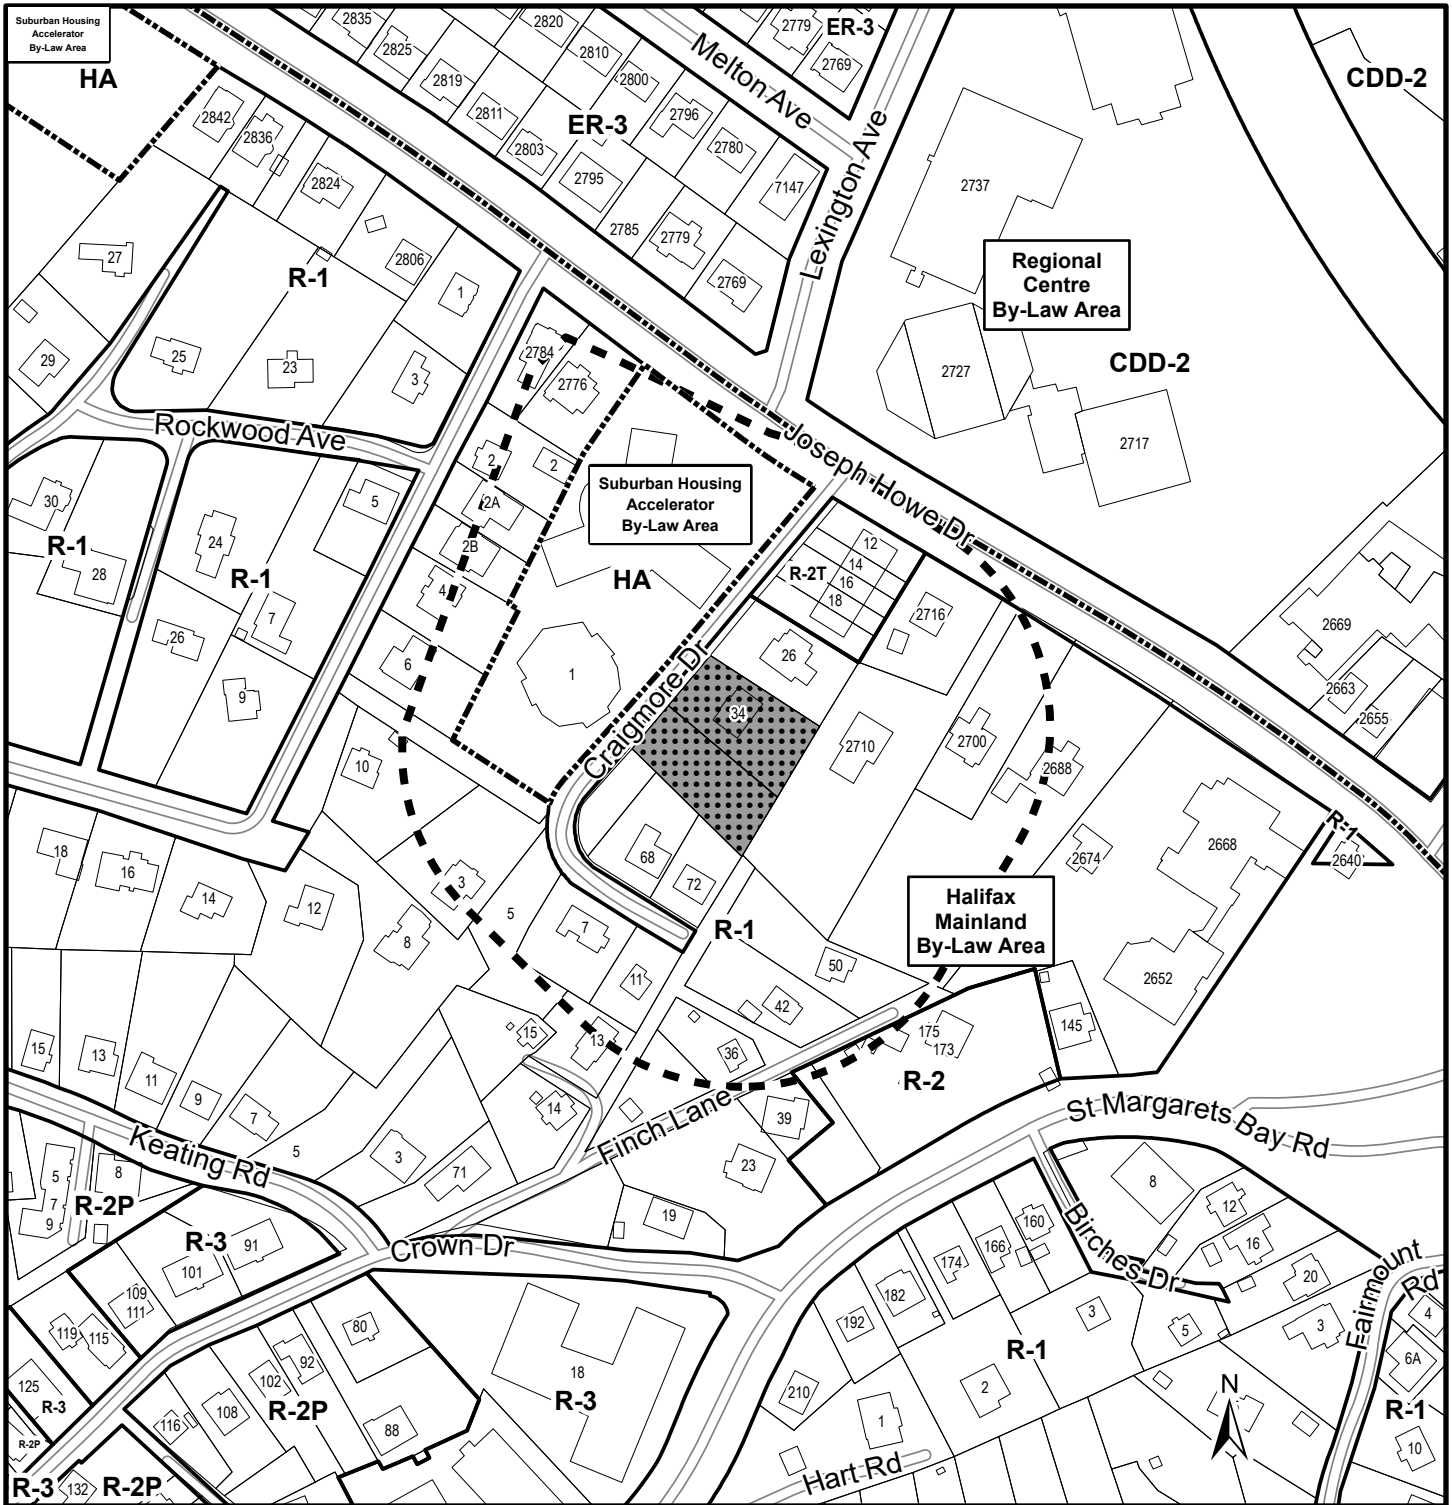 Suburban Housing
Accelerator
By-Law Area
HA
2835
2825
2819
2811
2803
2820
2810
2800
2796
2780
7147
2795
2785
2779
2769
ER-3
Melton Ave
2779
2769
ER-3
Lexington Ave
CDD-2
2737
Regional
Centre
By-Law Area
CDD-2
2727
2717
2842
2836
2824
2806
1
3
27
29
25
23
R-1
Rockwood Ave
30
28
R-1
24
26
R-1
5
7
9
2784
2776
2
2
2A
2B
4
6
Suburban Housing
Accelerator
By-Law Area
HA
1
Joseph Howe Dr
R-2T
12
14
16
18
2716
26
34
Craigmore Dr
2710
2700
2688
2674
2668
2652
2669
2663
2655
R-1
2640
10
3
5
7
11
68
72
R-1
Halifax
Mainland
By-Law Area
50
42
36
175
173
145
R-2
18
16
14
12
8
15
13
11
9
7
5
3
71
15
13
14
Finch Lane
39
23
19
St Margarets Bay Rd
Keating Rd
5
7
9
8
R-2P
R-3
91
101
Crown Dr
109
111
119
115
125
R-3
R-2P
R-3
132
R-2P
116
108
102
92
80
88
R-2P
18
R-3
192
182
174
166
160
210
1
2
3
5
R-1
Hart Rd
Birches Dr
8
12
16
20
3
Fairmount
Rd
4
6A
R-1
10
N